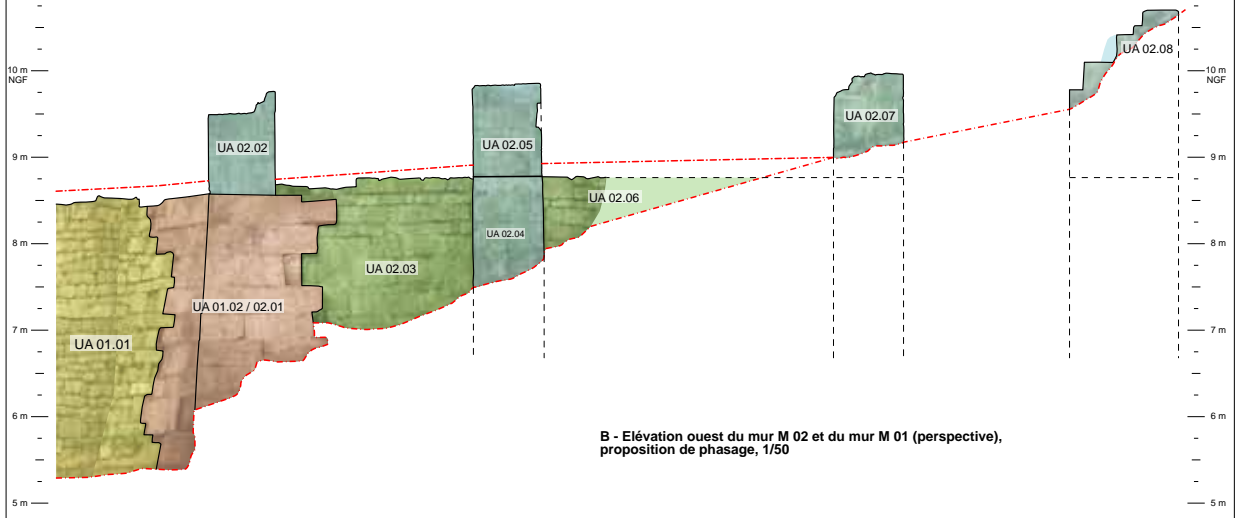 10 m
NGF
9 m
8 m
7 m
6 m
5 m
UA 01.01
UA 01.02 / 02.01
UA 02.02
UA 02.03
UA 02.05
UA 02.04
UA 02.06
UA 02.07
UA 02.08
B - Elévation ouest du mur M 02 et du mur M 01 (perspective),
proposition de phasage, 1/50
10 m
NGF
9 m
8 m
7 m
6 m
5 m